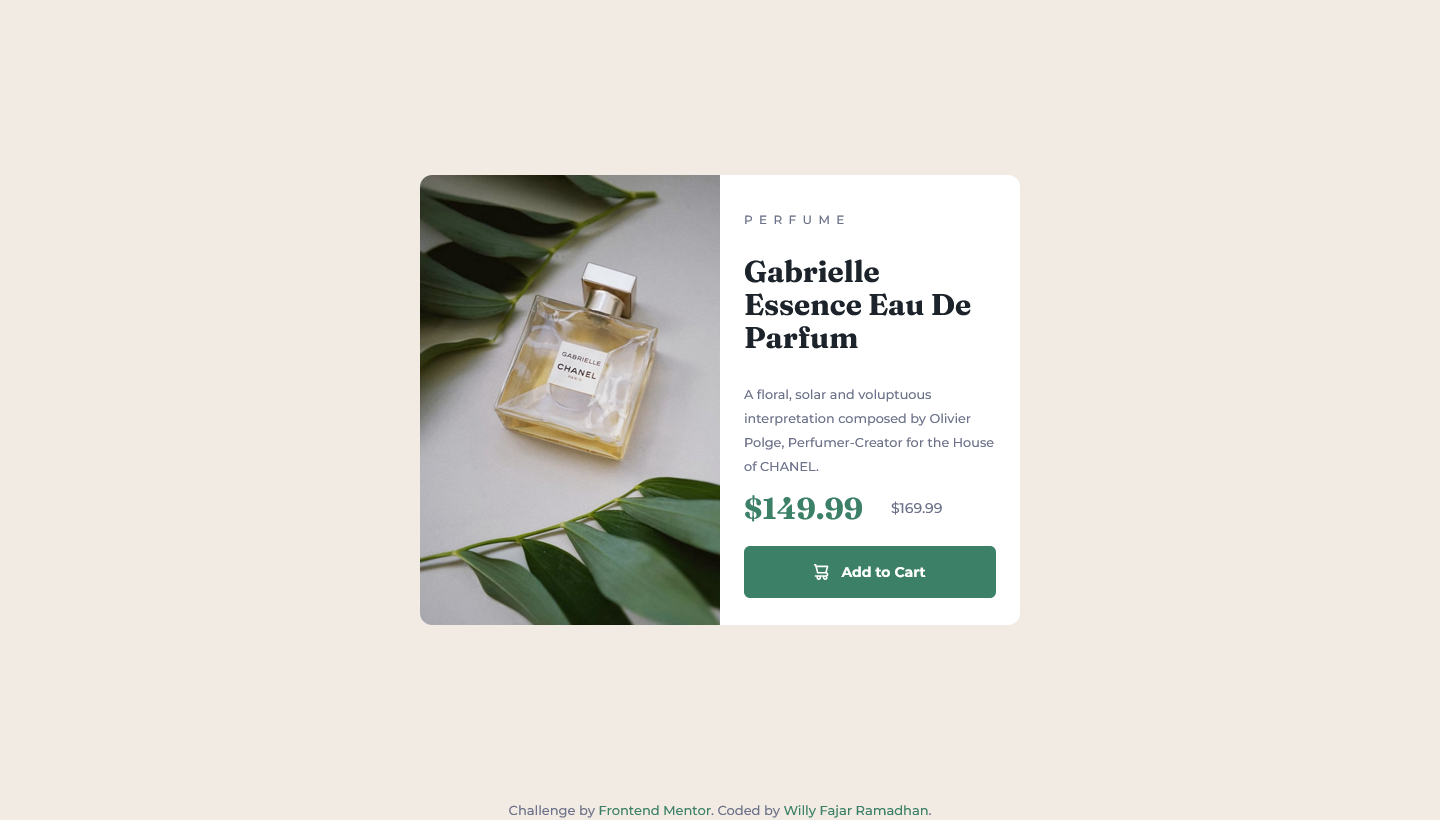 GABRIELLE
CHANEL
PARIS
PERFUME
Gabrielle
Essence Eau De
Parfum
A floral, solar and voluptuous
interpretation composed by Olivier
Polge, Perfumer-Creator for the House
of CHANEL.
$149.99 $169.99
Add to Cart
Challenge by Frontend Mentor. Coded by Willy Fajar Ramadhan.